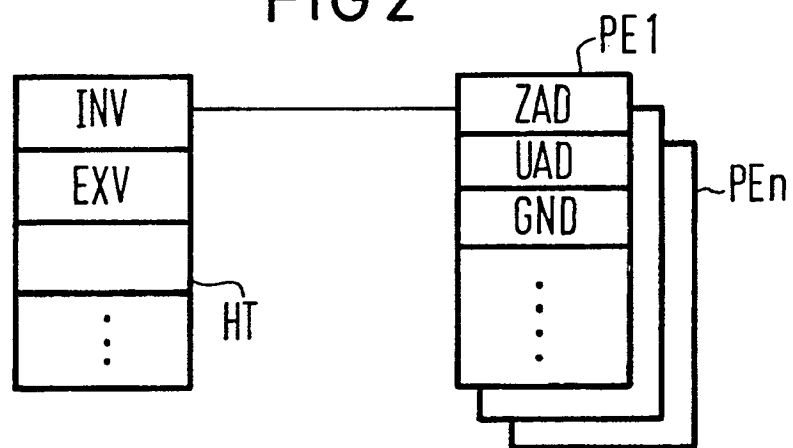 FIG 2
PE1
INV
ZAD
EXV
UAD
PEn
GND
HT